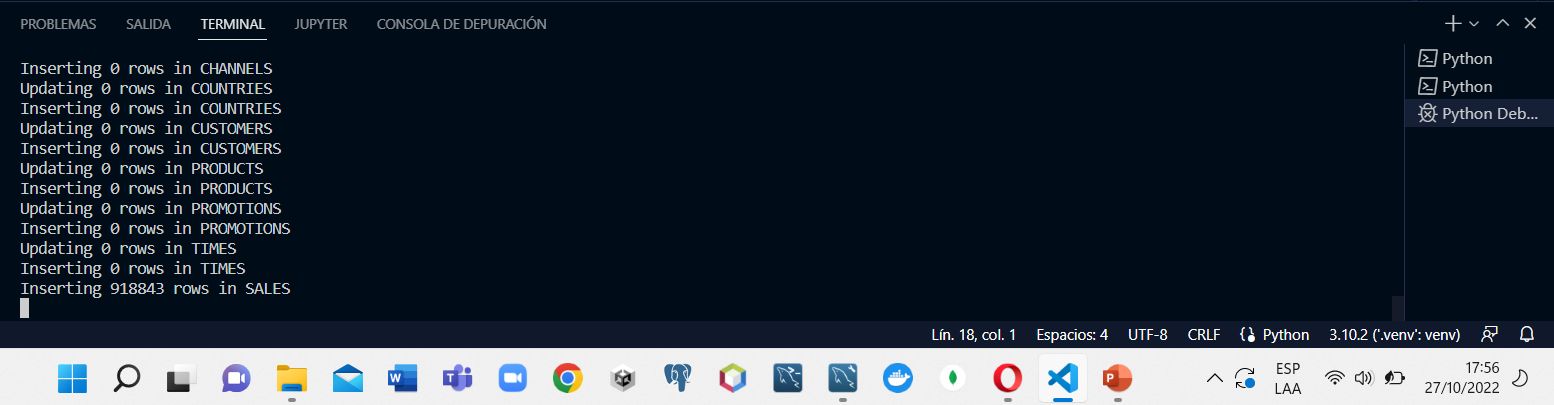 PROBLEMAS SALIDA TERMINAL JUPYTER CONSOLA DE DEPURACIÓN
Inserting 0 rows in CHANNELS
Updating 0 rows in COUNTRIES
Inserting 0 rows in COUNTRIES
Updating 0 rows in CUSTOMERS
Inserting 0 rows in CUSTOMERS
Updating 0 rows in PRODUCTS
Inserting 0 rows in PRODUCTS
Updating 0 rows in PROMOTIONS
Inserting 0 rows in PROMOTIONS
Updating 0 rows in TIMES
Inserting 0 rows in TIMES
Inserting 918843 rows in SALES
Python
Python
Python Deb...
Lín. 18, col. 1 Espacios: 4 UTF-8 CRLF Python 3.10.2 ('.venv': venv)
ESP
LAA
17:56
27/10/2022